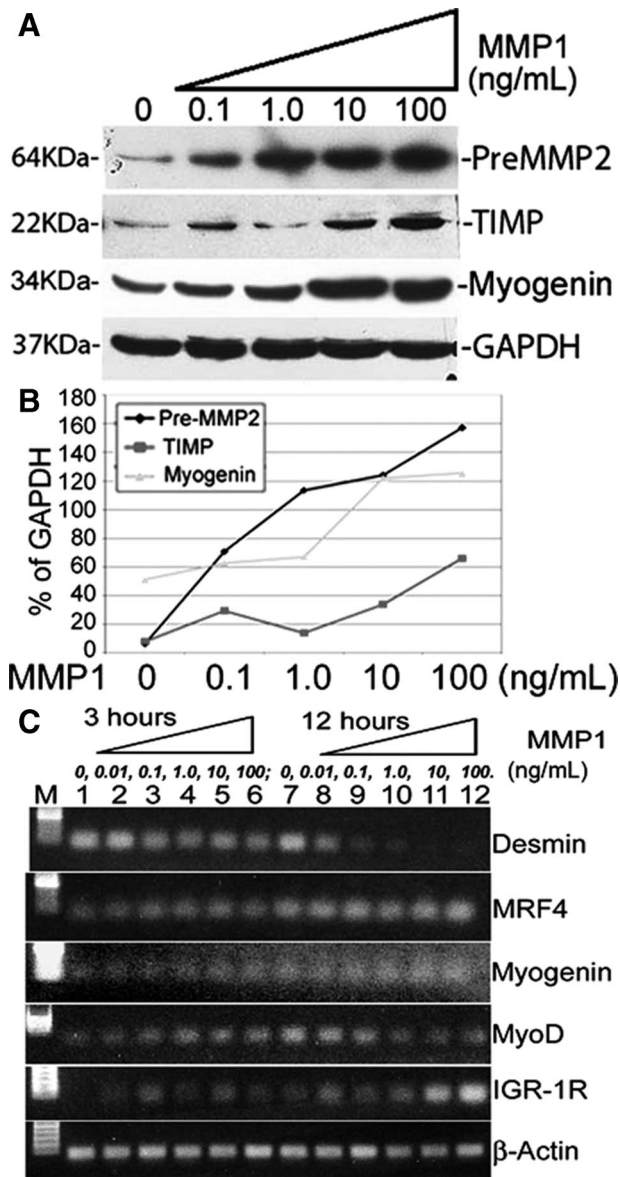 A
MMP1
(ng/mL)
0 0.1 1.0 10 100
64KDa- -PreMMP2
22KDa- -TIMP
34KDa- -Myogenin
37KDa- -GAPDH
B
180
160
140
120
100
80
60
40
20
0
% of GAPDH
Pre-MMP2
TIMP
Myogenin
MMP1 0 0.1 1.0 10 100 (ng/mL)
C
3 hours 12 hours MMP1
0, 0.01, 0.1, 1.0, 10, 100; 0, 0.01, 0.1, 1.0, 10, 100. (ng/mL)
M 1 2 3 4 5 6 7 8 9 10 11 12
Desmin
MRF4
Myogenin
MyoD
IGR-1R
β-Actin